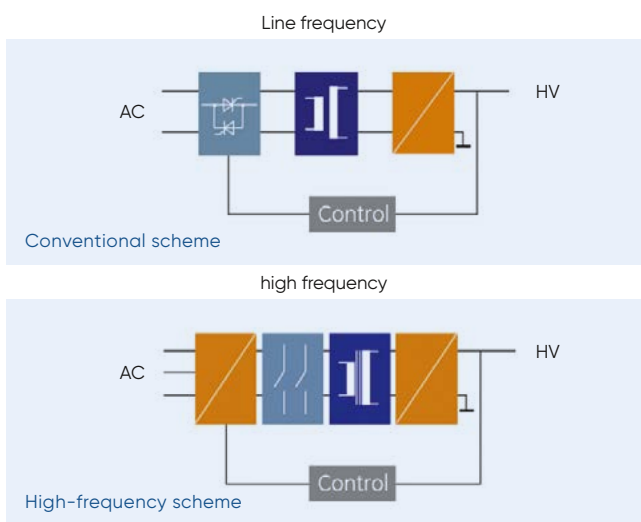 Line frequency
AC
HV
Control
Conventional scheme
high frequency
AC
HV
Control
High-frequency scheme